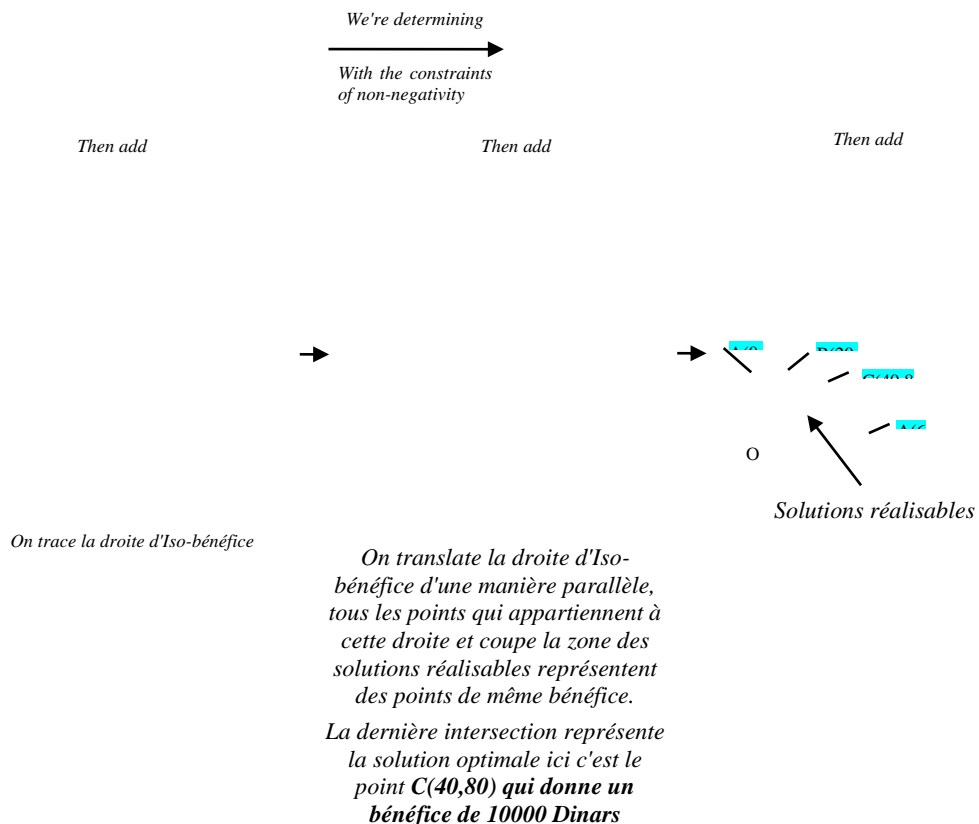 We're determining
With the constraints
of non-negativity
Then add
Then add
Then add
O
Solutions réalisables
On trace la droite d'Iso-bénéfice
On translate la droite d'Iso-
bénéfice d'une manière parallèle,
tous les points qui appartiennent à
cette droite et coupe la zone des
solutions réalisables représentent
des points de même bénéfice.
La dernière intersection représente
la solution optimale ici c'est le
point C(40,80) qui donne un
bénéfice de 10000 Dinars